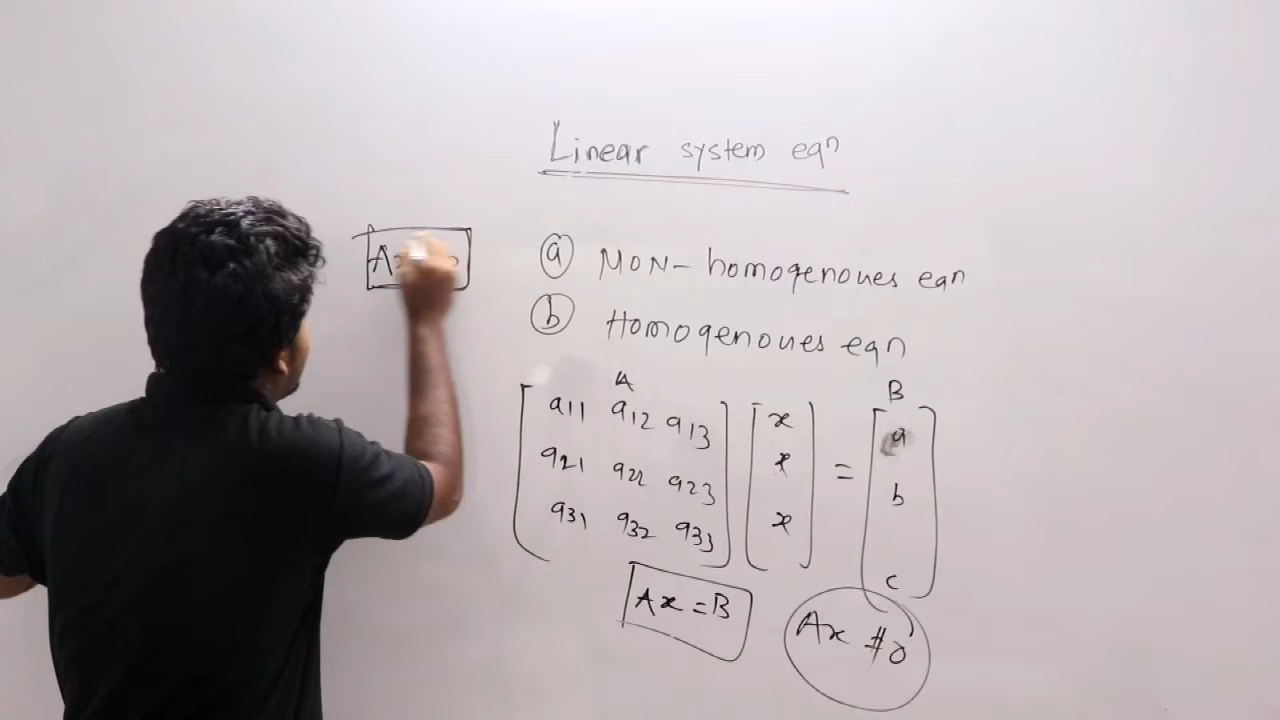 Linear system eqn
a MON-homogenoues eqn
b Homogenoues eqn
A B
a11 a12 a13 x a
a21 a22 a23 x = b
a31 a32 a33 x c
Ax = B
Ax # 0